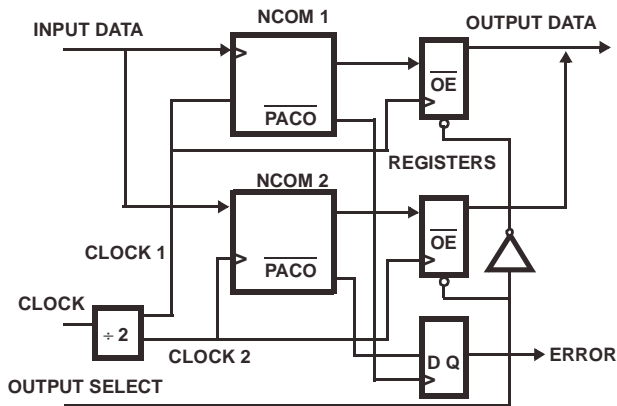 NCOM 1
OUTPUT DATA
INPUT DATA
OE
PACO
REGISTERS
NCOM 2
OE
PACO
CLOCK 1
CLOCK
÷ 2
CLOCK 2
D Q
ERROR
OUTPUT SELECT